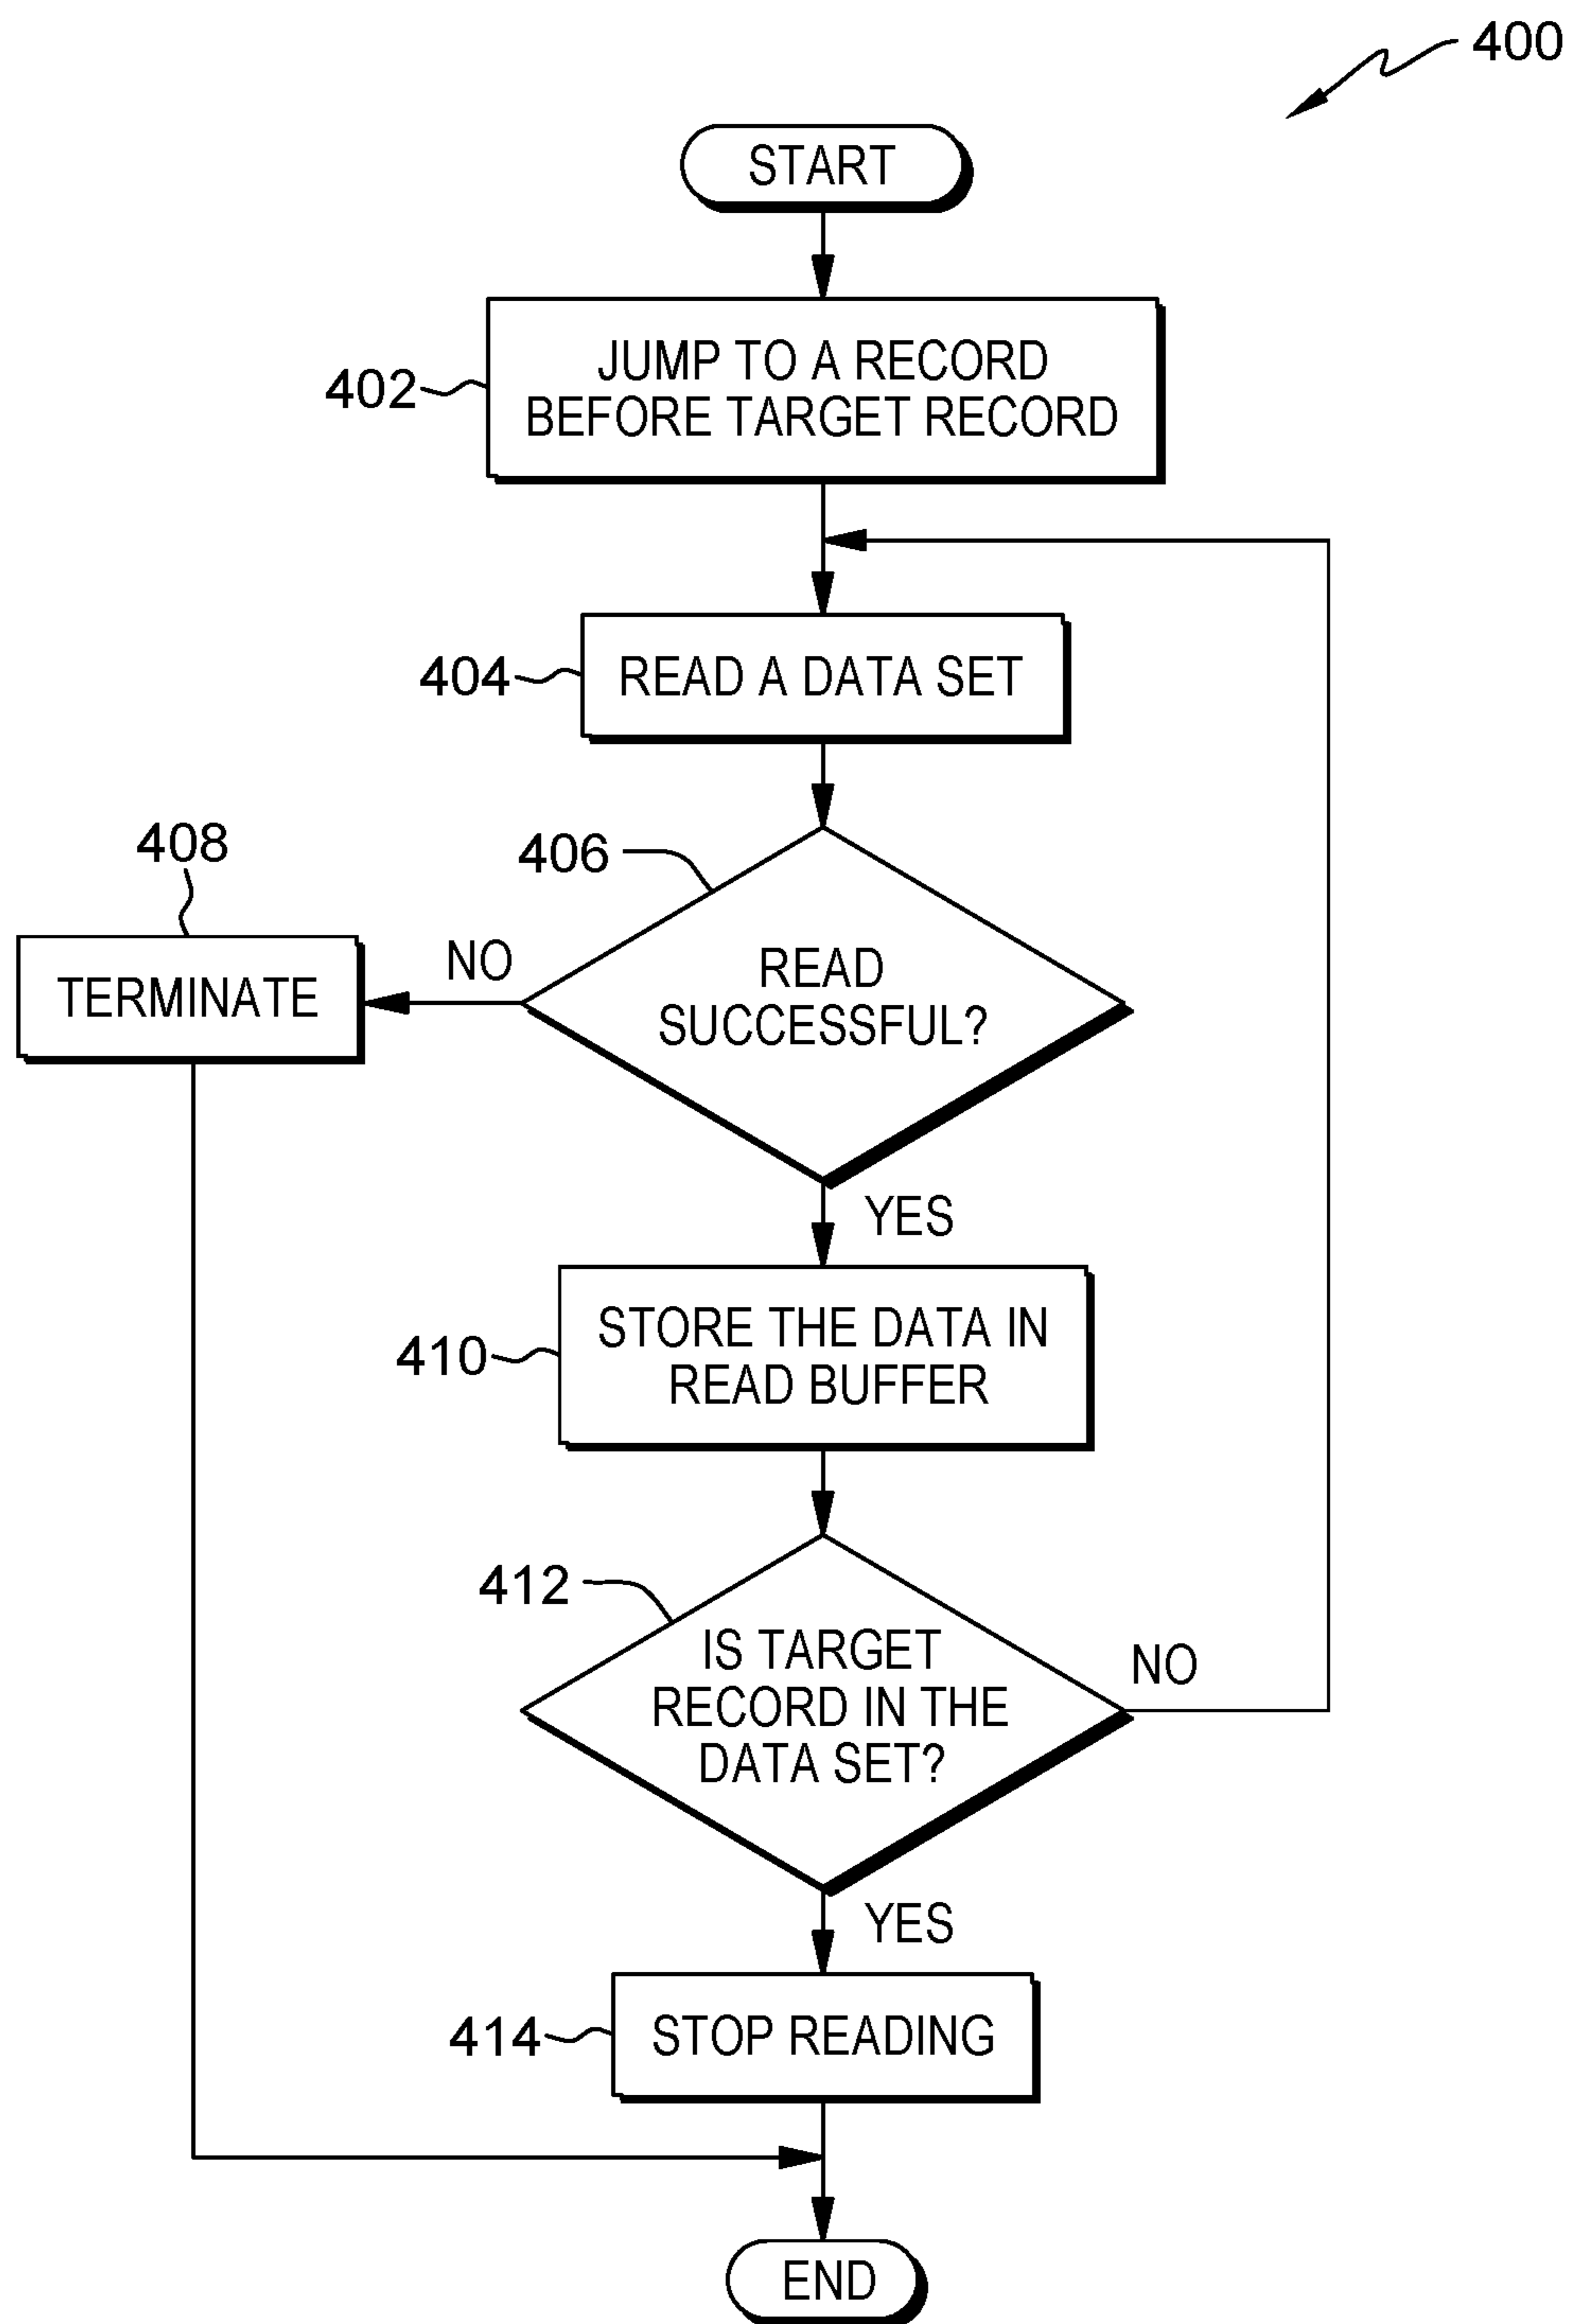 400
START
402
JUMP TO A RECORD
BEFORE TARGET RECORD
404
READ A DATA SET
408
406
TERMINATE
NO
READ
SUCCESSFUL?
YES
410
STORE THE DATA IN
READ BUFFER
412
IS TARGET
RECORD IN THE
DATA SET?
NO
YES
414
STOP READING
END